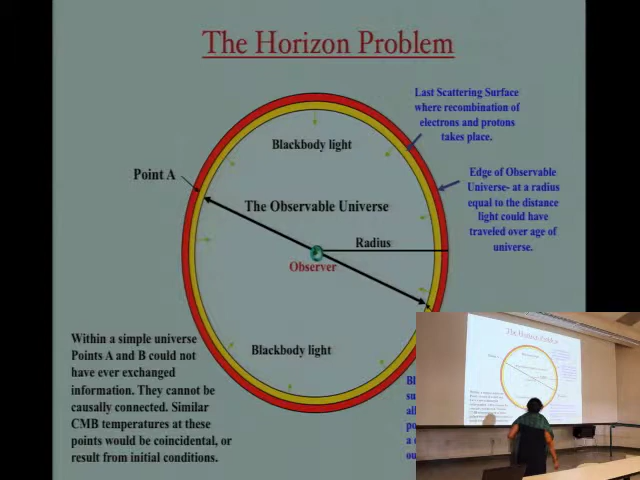 The Horizon Problem
Last Scattering Surface
where recombination of
electrons and protons
takes place.
Blackbody light
Point A
Edge of Observable
Universe- at a radius
equal to the distance
light could have
traveled over age of
universe.
The Observable Universe
Radius
Observer
Within a simple universe
Points A and B could not
have ever exchanged
information. They cannot be
causally connected. Similar
CMB temperatures at these
points would be coincidental, or
result from initial conditions.
Blackbody light
The Horizon Problem